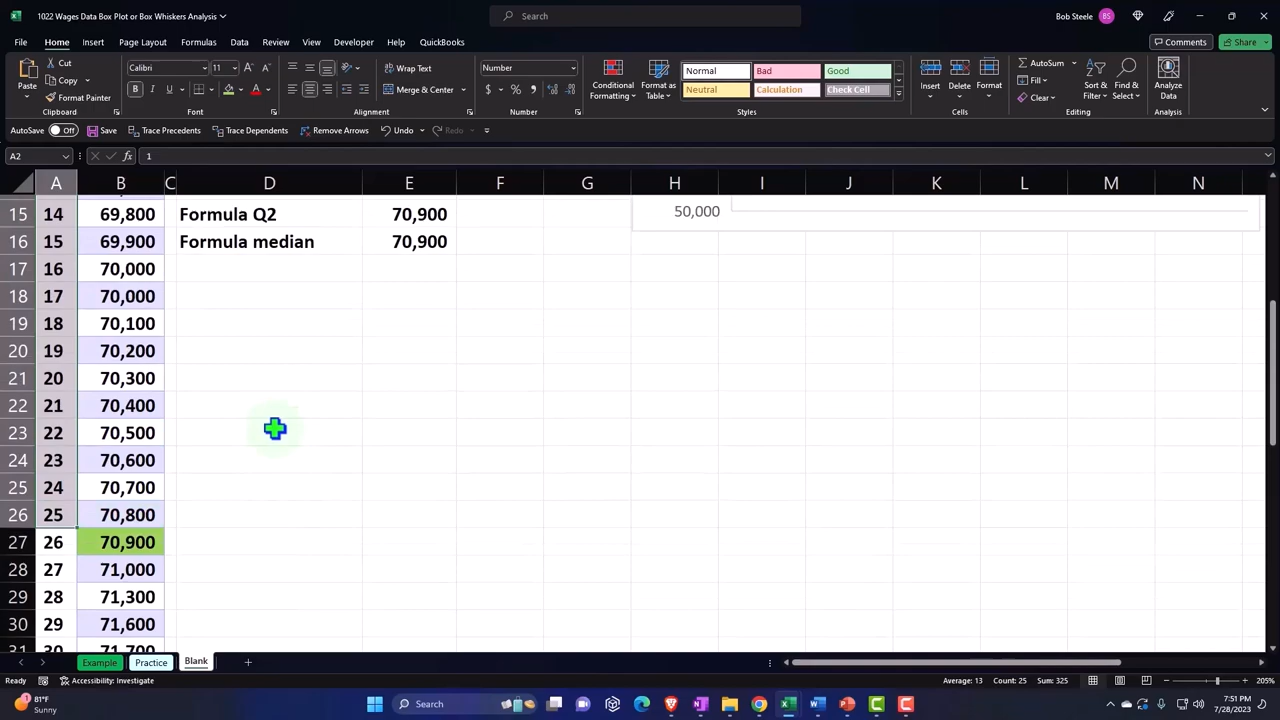 1022 Wages Data Box Plot or Box Whiskers Analysis
Search
Bob Steele BS
File Home Insert Page Layout Formulas Data Review View Developer Help QuickBooks Comments Share
Paste Cut Copy Format Painter Clipboard
Calibri 11 B I U Font
Wrap Text Merge & Center Alignment
Number $ % Number
Conditional Formatting Format as Table
Normal Bad Good
Neutral Calculation Check Cell
Styles
Insert Delete Format Cells
AutoSum Fill Clear Sort & Filter Find & Select Editing
Analyze Data Analysis
AutoSave Off Save Trace Precedents Trace Dependents Remove Arrows Undo Redo
A2 fx 1
A B C D E F G H I J K L M N
15 14 69,800 Formula Q2 70,900 50,000
16 15 69,900 Formula median 70,900
17 16 70,000
18 17 70,000
19 18 70,100
20 19 70,200
21 20 70,300
22 21 70,400
23 22 70,500
24 23 70,600
25 24 70,700
26 25 70,800
27 26 70,900
28 27 71,000
29 28 71,300
30 29 71,600
31 30 71,700
Example Practice Blank
Ready Accessibility: Investigate Average: 13 Count: 25 Sum: 325 205%
81°F
Sunny
Search
7:51 PM
7/28/2023